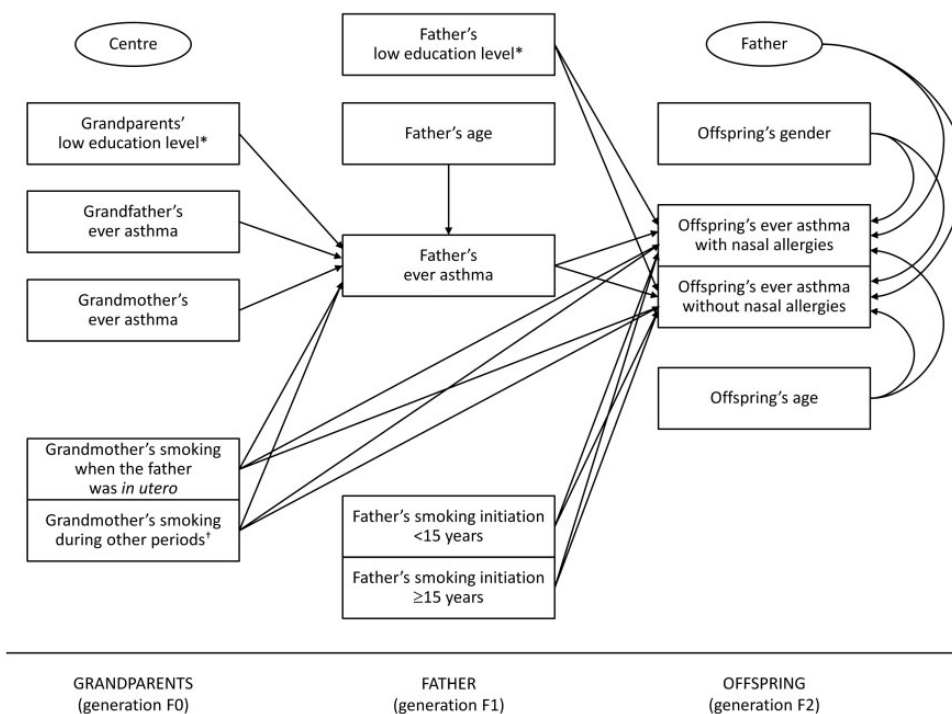 Centre
Father's
low education level*
Father
Grandparents'
low education level*
Father's age
Offspring's gender
Grandfather's
ever asthma
Father's
ever asthma
Offspring's ever asthma
with nasal allergies
Grandmother's
ever asthma
Offspring's ever asthma
without nasal allergies
Offspring's age
Grandmother's smoking
when the father
was in utero
Grandmother's smoking
during other periods†
Father's smoking initiation
<15 years
Father's smoking initiation
≥15 years
GRANDPARENTS
(generation F0)
FATHER
(generation F1)
OFFSPRING
(generation F2)